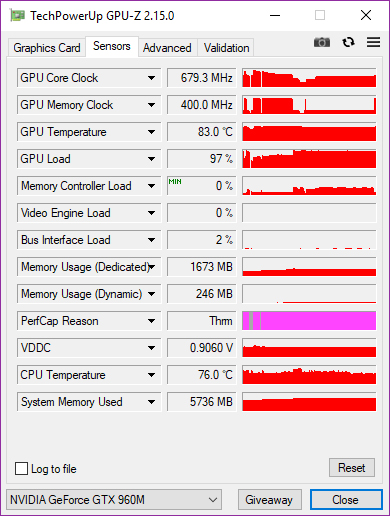 TechPowerUp GPU-Z 2.15.0
Graphics Card Sensors Advanced Validation
GPU Core Clock 679.3 MHz
GPU Memory Clock 400.0 MHz
GPU Temperature 83.0 °C
GPU Load 97 %
Memory Controller Load MIN 0 %
Video Engine Load 0 %
Bus Interface Load 2 %
Memory Usage (Dedicated) 1673 MB
Memory Usage (Dynamic) 246 MB
PerfCap Reason Thrm
VDDC 0.9060 V
CPU Temperature 76.0 °C
System Memory Used 5736 MB
Log to file Reset
NVIDIA GeForce GTX 960M Giveaway Close